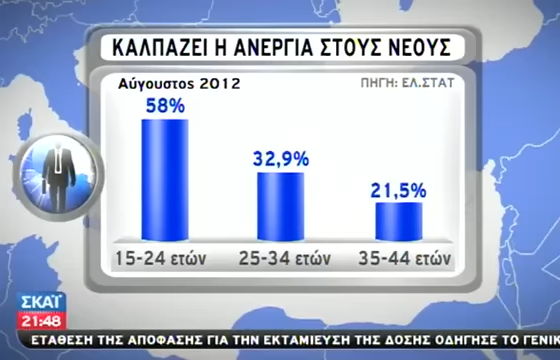 ΚΑΛΠΑΖΕΙ Η ΑΝΕΡΓΙΑ ΣΤΟΥΣ ΝΕΟΥΣ
Αύγουστος 2012 ΠΗΓΗ: ΕΛ.ΣΤΑΤ
58%
32,9%
21,5%
15-24 ετών 25-34 ετών 35-44 ετών
ΣΚΑΪ
21:48
ΕΤΑΘΕΣΗ ΤΗΣ ΑΠΟΦΑΣΗΣ ΓΙΑ ΤΗΝ ΕΚΤΑΜΙΕΥΣΗ ΤΗΣ ΔΟΣΗΣ ΟΔΗΓΗΣΕ ΤΟ ΓΕΝΙΚ